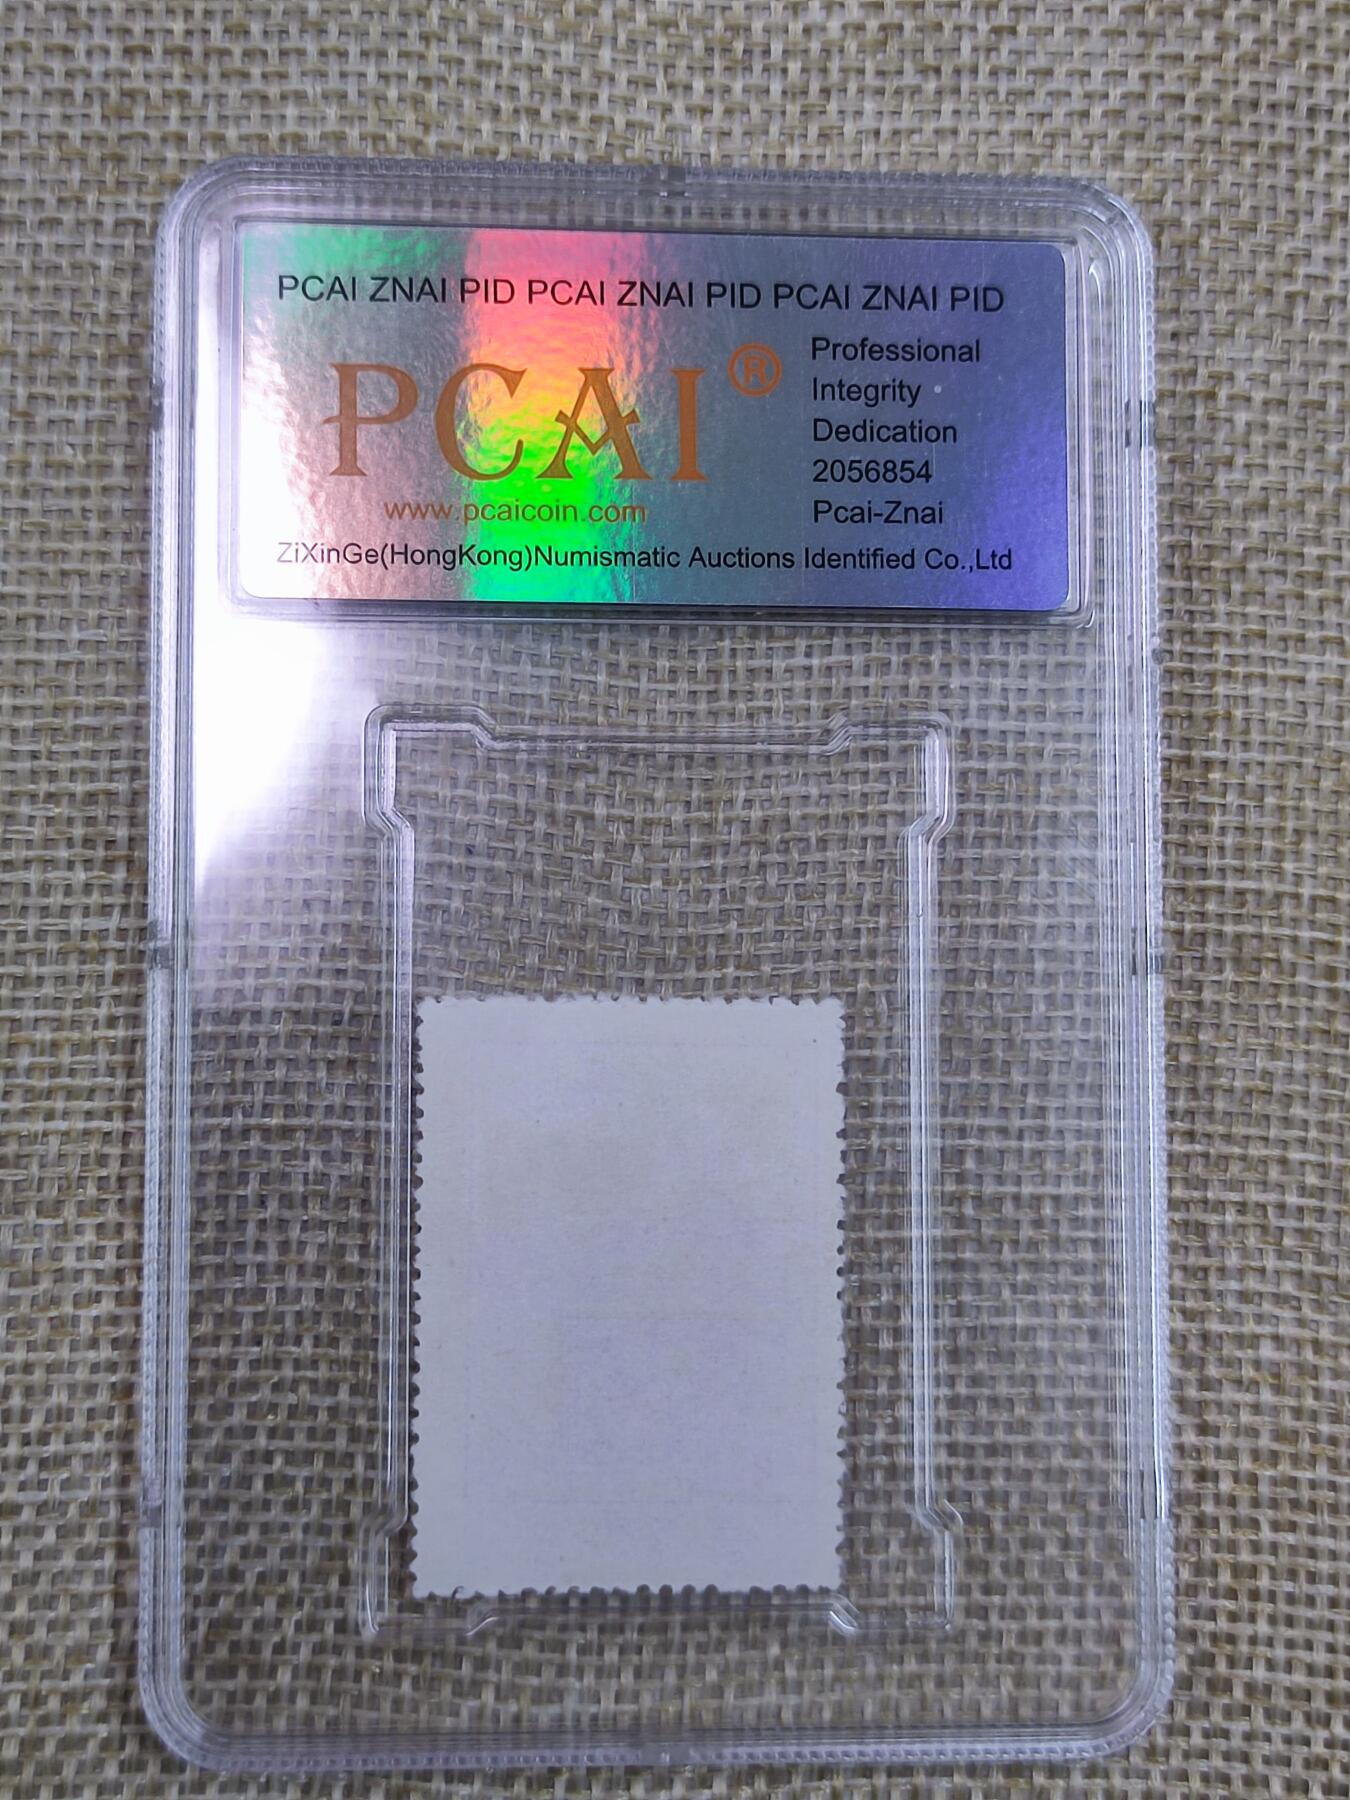 PCAI ZNAI PID PCAI ZNAI PID PCAI ZNAI PID
PCAI®
www.pcaicoin.com
Professional
Integrity
Dedication
2056854
Pcai-Znai
ZiXinGe(HongKong)Numismatic Auctions Identified Co.,Ltd